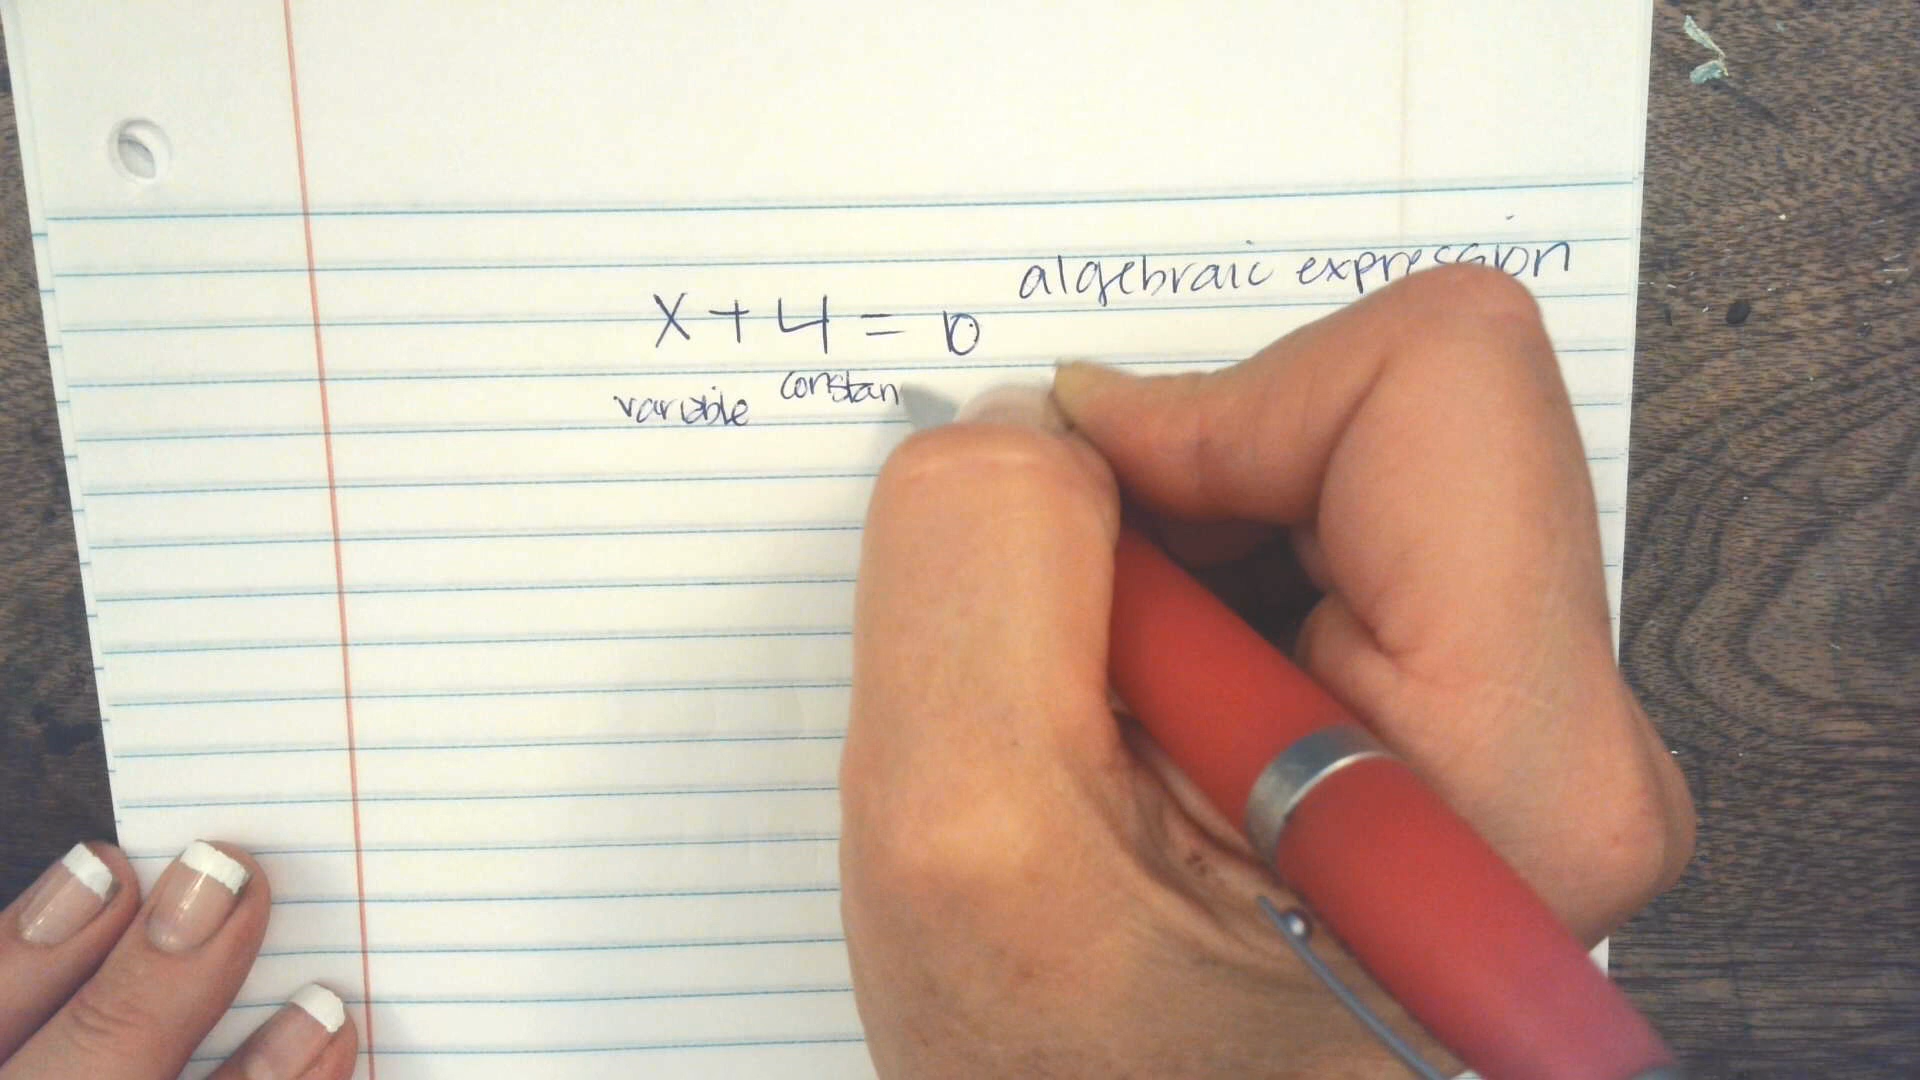 algebraic expression
x + 4 = 10
variable constan